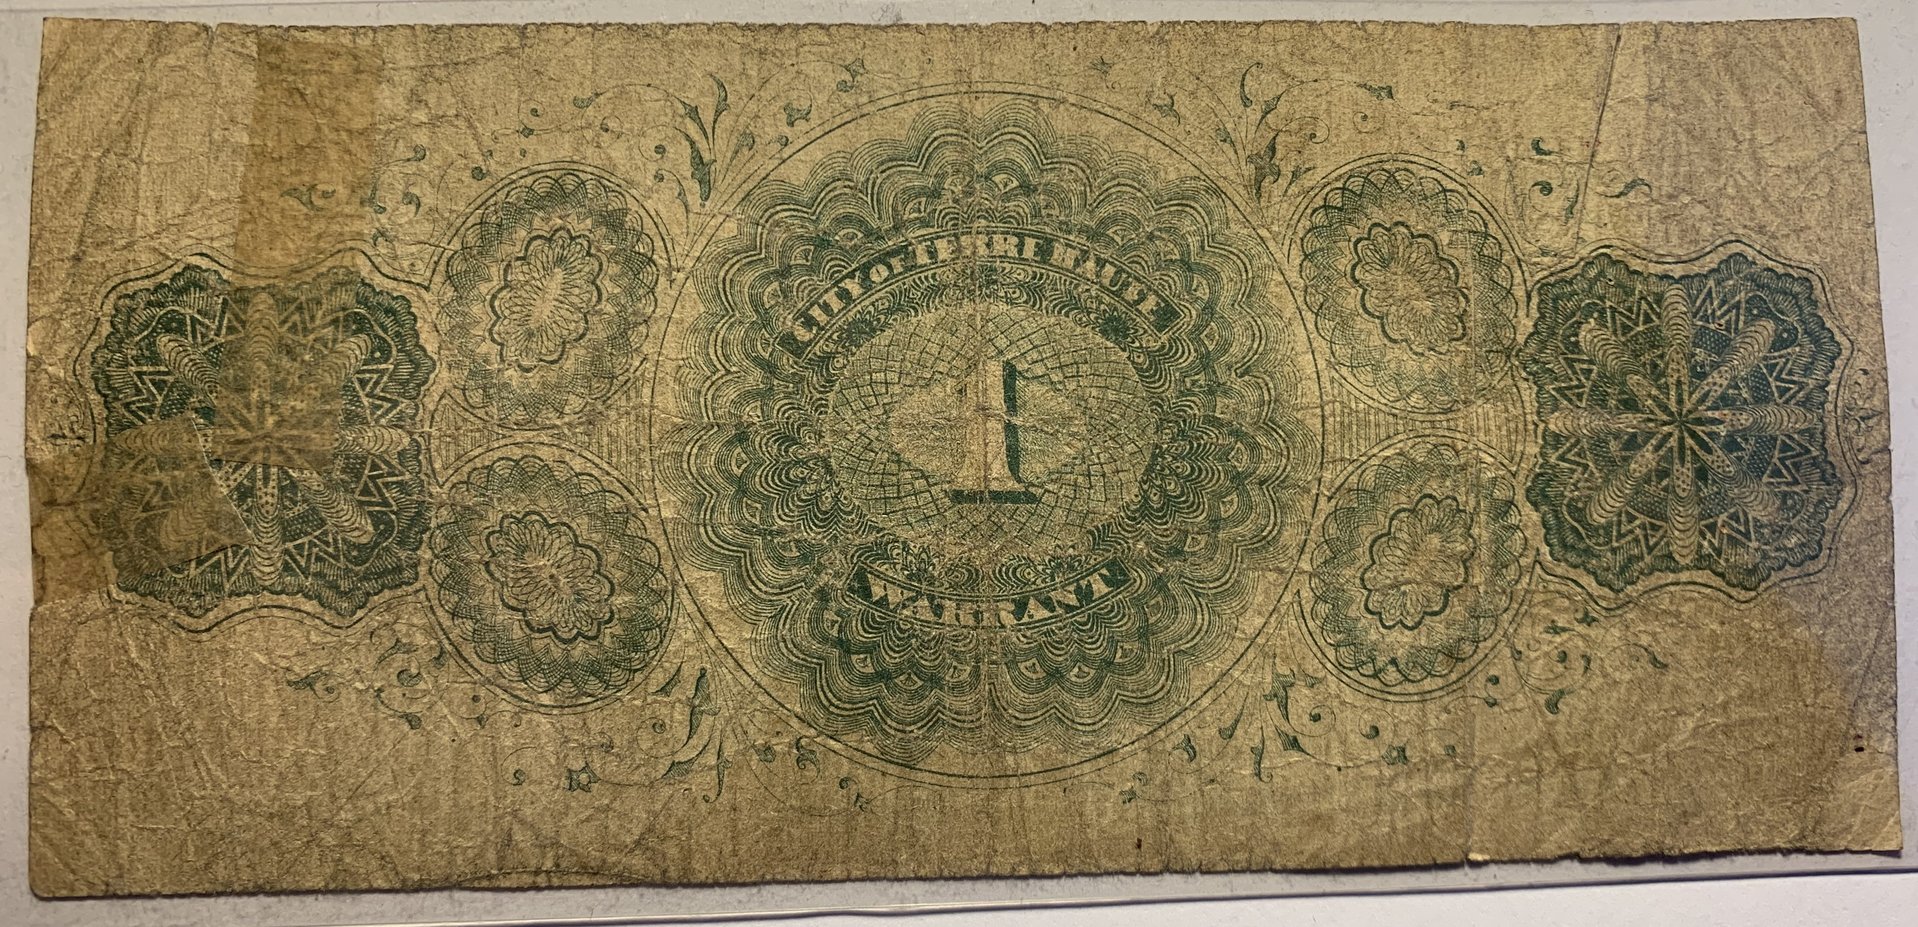 CITY OF TERRE HAUTE
1
WARRANT